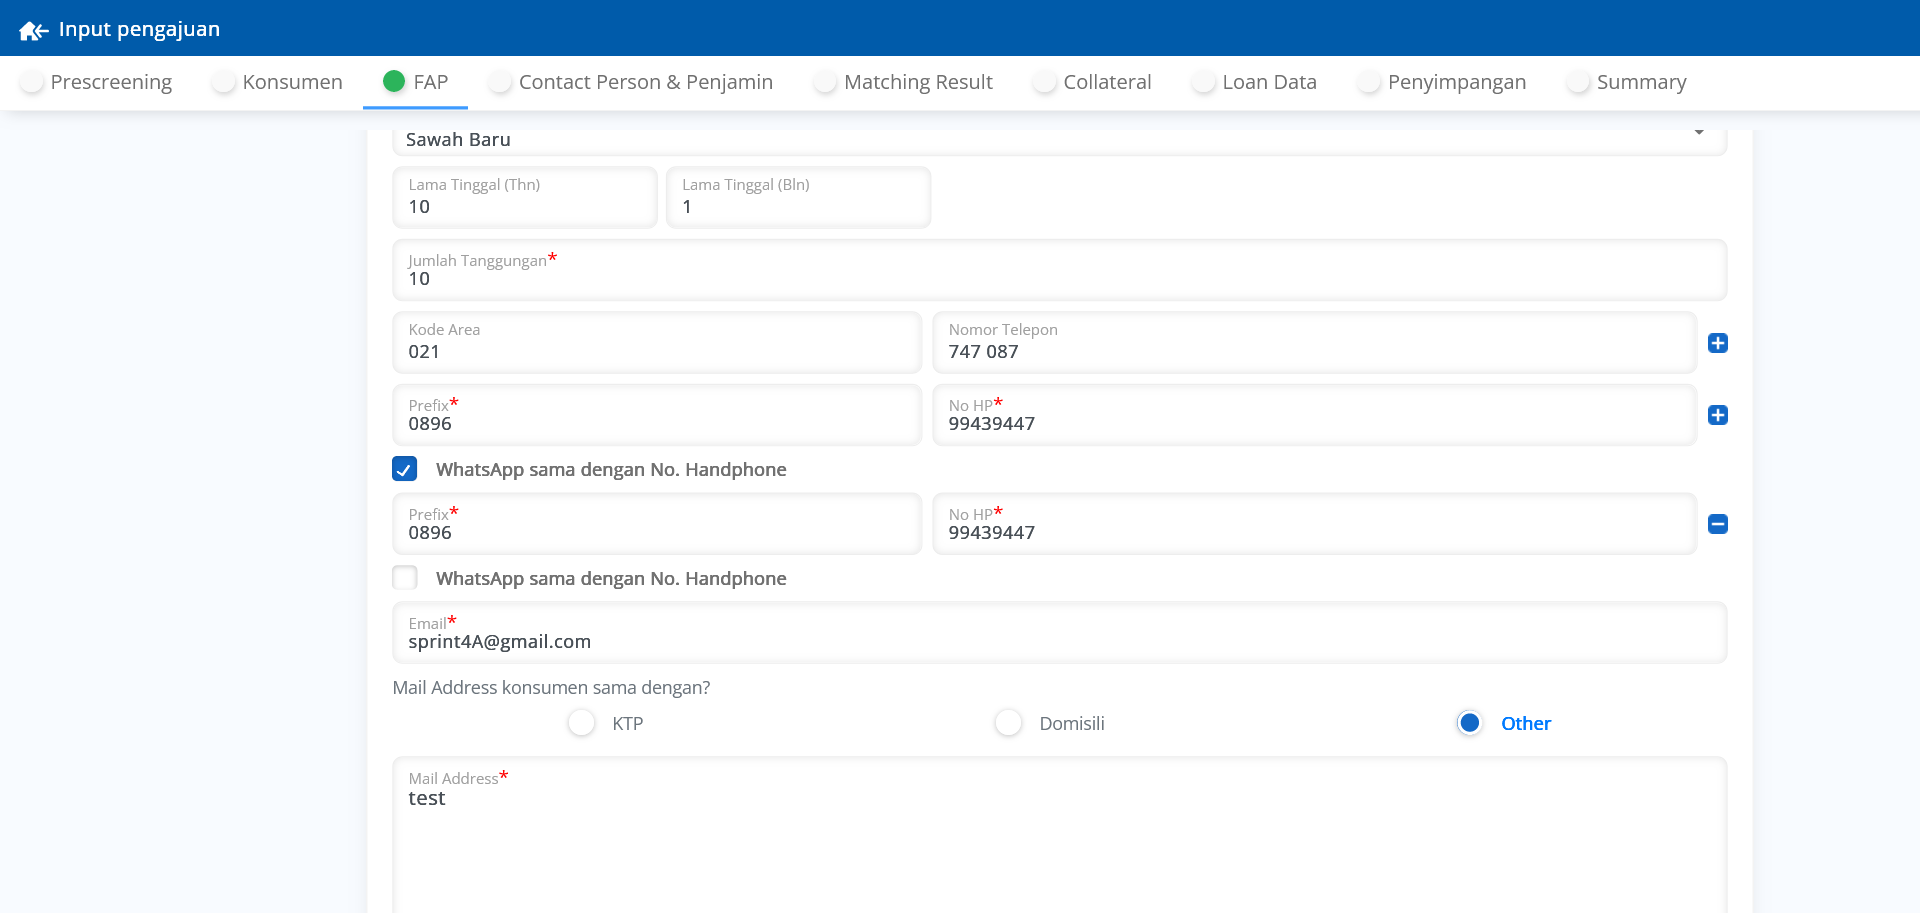 Input pengajuan
Prescreening Konsumen FAP Contact Person & Penjamin Matching Result Collateral Loan Data Penyimpangan Summary
Sawah Baru
Lama Tinggal (Thn) Lama Tinggal (Bln)
10 1
Jumlah Tanggungan*
10
Kode Area Nomor Telepon
021 747 087
Prefix* No HP*
0896 99439447
WhatsApp sama dengan No. Handphone
Prefix* No HP*
0896 99439447
WhatsApp sama dengan No. Handphone
Email*
sprint4A@gmail.com
Mail Address konsumen sama dengan?
KTP Domisili Other
Mail Address*
test